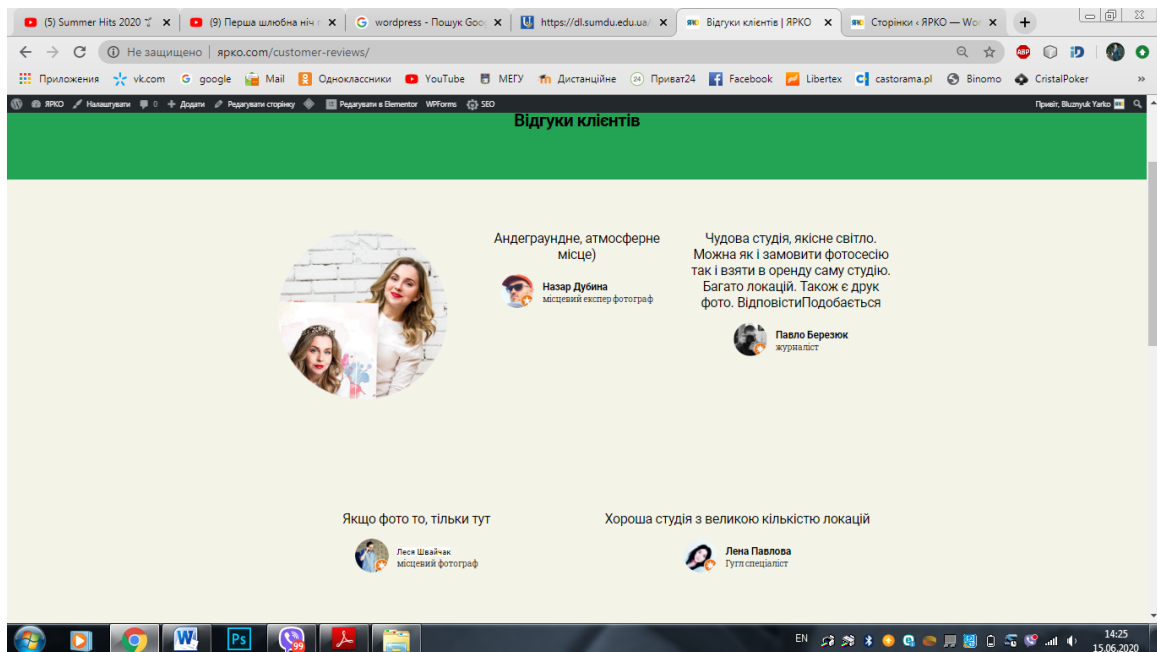 (5) Summer Hits 2020
(9) Перша шлюбна ніч
wordpress - Пошук Goo
https://dl.sumdu.edu.ua/
Відгуки клієнтів | ЯРКО
Сторінки ‹ ЯРКО — Wo
Не защищено | ярко.com/customer-reviews/
ABP
Приложения
vk.com
google
Mail
Одноклассники
YouTube
МЕГУ
Дистанційне
Приват24
Facebook
Libertex
castorama.pl
Binomo
CristalPoker
»
ЯРКО
Налаштувати
0
Додати
Редагувати сторінку
Редагувати в Elementor
WPForms
SEO
Привіт, Bluznyuk Yarko
Відгуки клієнтів
Андеграундне, атмосферне
місце)
Назар Дубина
місцевий експер фотограф
Чудова студія, якісне світло.
Можна як і замовити фотосесію
так і взяти в оренду саму студію.
Багато локацій. Також є друк
фото. ВідповістиПодобається
Павло Березюк
журналіст
Якщо фото то, тільки тут
Леся Швайчак
місцевий фотограф
Хороша студія з великою кількістю локацій
Лена Павлова
Гугл спеціаліст
Ps
99
EN
14:25
15.06.2020